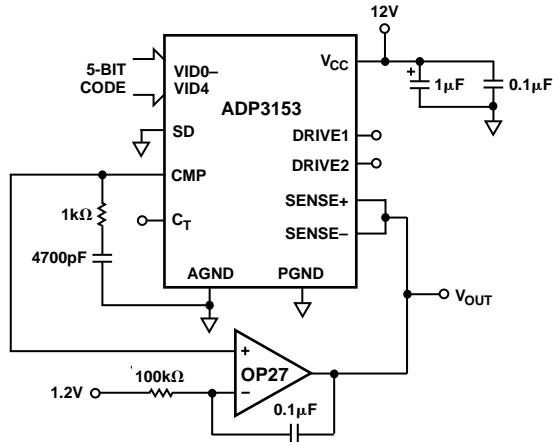 12V
5-BIT
CODE
VID0–
VID4
VCC
1µF
0.1µF
ADP3153
SD
DRIVE1
DRIVE2
CMP
1kΩ
SENSE+
CT
SENSE–
4700pF
AGND
PGND
VOUT
+
OP27
–
100kΩ
1.2V
0.1µF